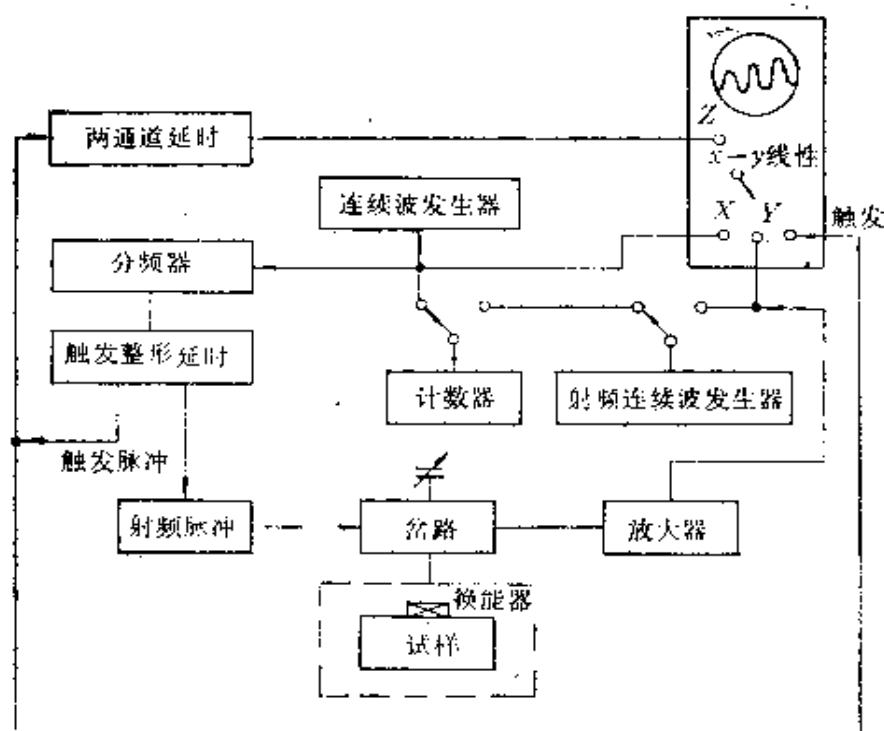 Z
两通道延时
x-y线性
连续波发生器
X
Y
触发
分频器
触发整形延时
计数器
射频连续波发生器
触发脉冲
射频脉冲
岔路
放大器
换能器
试样